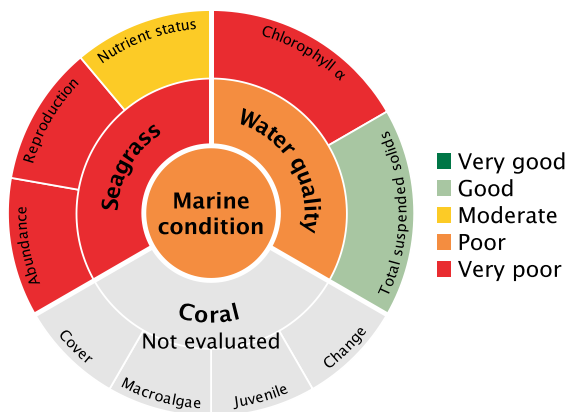 Nutrient status
Chlorophyll α
Reproduction
Seagrass
Water quality
Total suspended solids
Abundance
Marine
condition
Coral
Not evaluated
Cover
Macroalgae
Juvenile
Change
Very good
Good
Moderate
Poor
Very poor